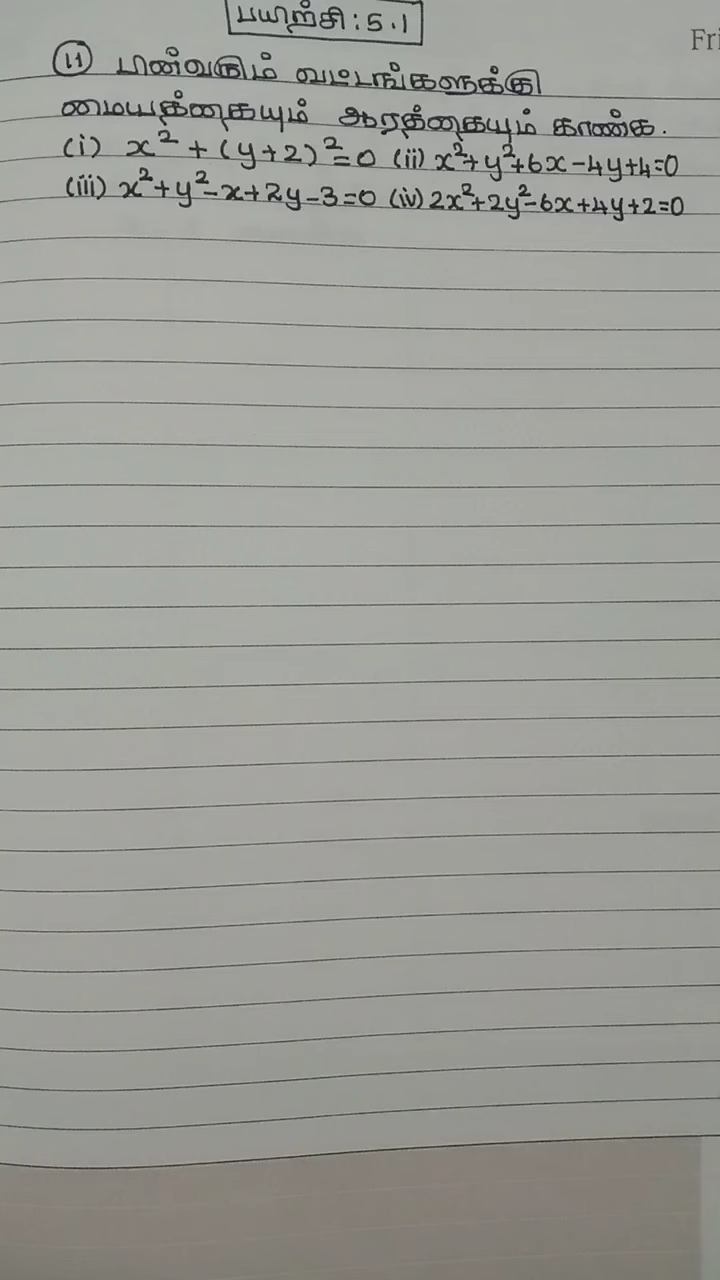 பயிற்சி : 5.1
Fri
(11) பின்வரும் வட்டங்களுக்கு
மையத்தையும் ஆரத்தையும் காண்க.
(i) x² + (y+2)² = 0 (ii) x²+y²+6x-4y+4=0
(iii) x²+y²-x+2y-3=0 (iv) 2x²+2y²-6x+4y+2=0